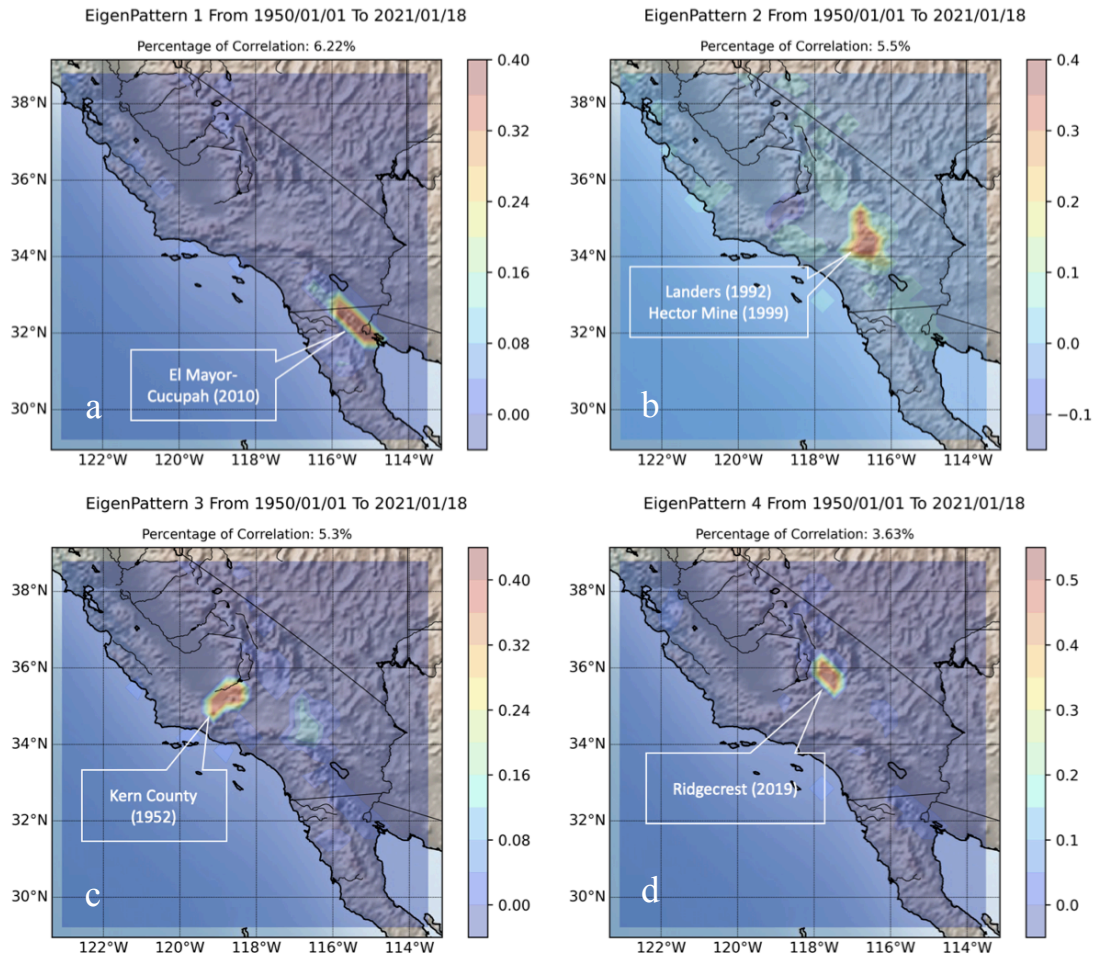 EigenPattern 1 From 1950/01/01 To 2021/01/18
Percentage of Correlation: 6.22%
38°N
36°N
34°N
32°N
30°N
122°W 120°W 118°W 116°W 114°W
0.40
0.32
0.24
0.16
0.08
0.00
El Mayor-
Cucupah (2010)
a
EigenPattern 2 From 1950/01/01 To 2021/01/18
Percentage of Correlation: 5.5%
38°N
36°N
34°N
32°N
30°N
122°W 120°W 118°W 116°W 114°W
0.4
0.3
0.2
0.1
0.0
−0.1
Landers (1992)
Hector Mine (1999)
b
EigenPattern 3 From 1950/01/01 To 2021/01/18
Percentage of Correlation: 5.3%
38°N
36°N
34°N
32°N
30°N
122°W 120°W 118°W 116°W 114°W
0.40
0.32
0.24
0.16
0.08
0.00
Kern County
(1952)
c
EigenPattern 4 From 1950/01/01 To 2021/01/18
Percentage of Correlation: 3.63%
38°N
36°N
34°N
32°N
30°N
122°W 120°W 118°W 116°W 114°W
0.5
0.4
0.3
0.2
0.1
0.0
Ridgecrest (2019)
d